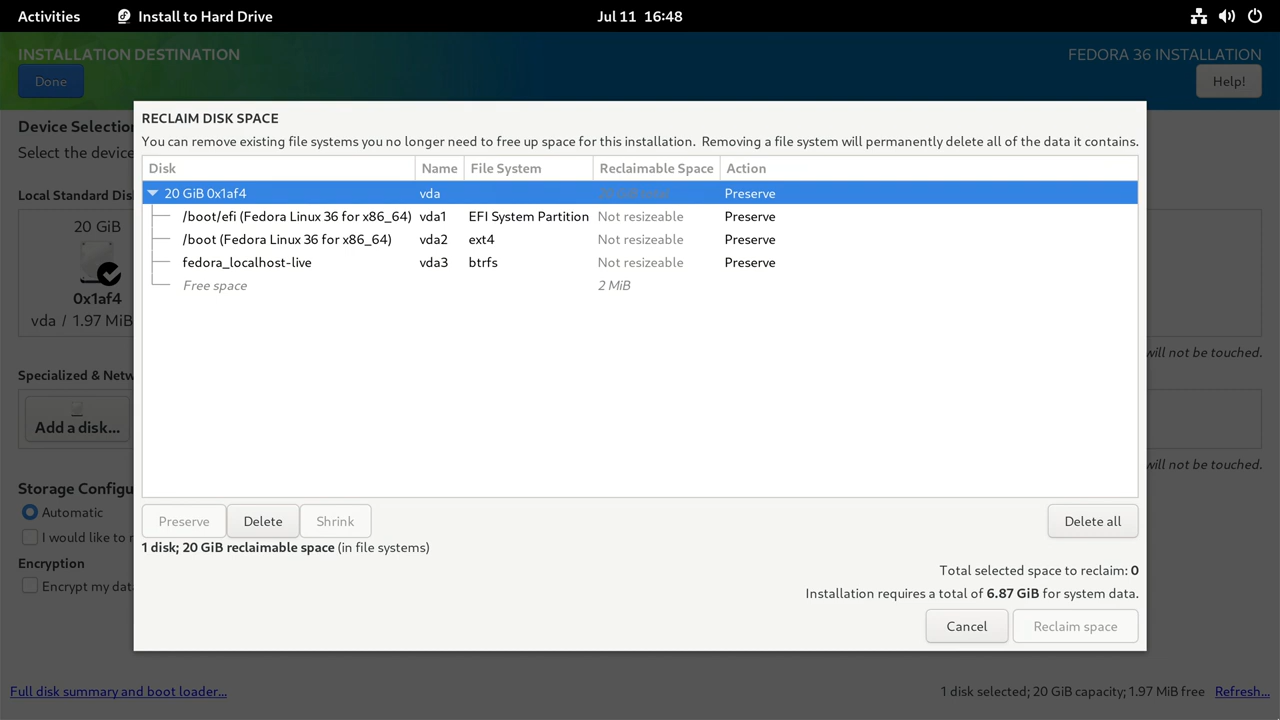 Activities Install to Hard Drive Jul 11 16:48
INSTALLATION DESTINATION FEDORA 36 INSTALLATION
Done Help!
RECLAIM DISK SPACE
Device Selectio
You can remove existing file systems you no longer need to free up space for this installation. Removing a file system will permanently delete all of the data it contains.
Select the device
Disk Name File System Reclaimable Space Action
20 GiB 0x1af4 vda Preserve
Local Standard Dis
/boot/efi (Fedora Linux 36 for x86_64) vda1 EFI System Partition Not resizeable Preserve
20 GiB
/boot (Fedora Linux 36 for x86_64) vda2 ext4 Not resizeable Preserve
fedora_localhost-live vda3 btrfs Not resizeable Preserve
Free space 2 MiB
0x1af4
vda / 1.97 MiB
will not be touched.
Specialized & Netw
Add a disk...
will not be touched.
Storage Configu
Automatic
Preserve Delete Shrink Delete all
I would like to
1 disk; 20 GiB reclaimable space (in file systems)
Encryption
Total selected space to reclaim: 0
Encrypt my dat
Installation requires a total of 6.87 GiB for system data.
Cancel Reclaim space
Full disk summary and boot loader... 1 disk selected; 20 GiB capacity; 1.97 MiB free Refresh...